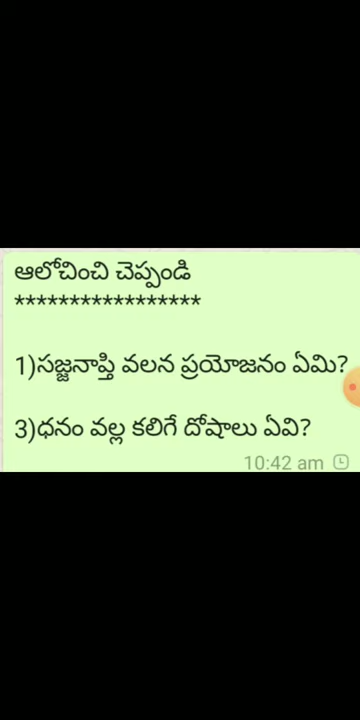 ఆలోచించి చెప్పండి
*****************
1)సజ్జనాప్తి వలన ప్రయోజనం ఏమి?
3)ధనం వల్ల కలిగే దోషాలు ఏవి?
10:42 am